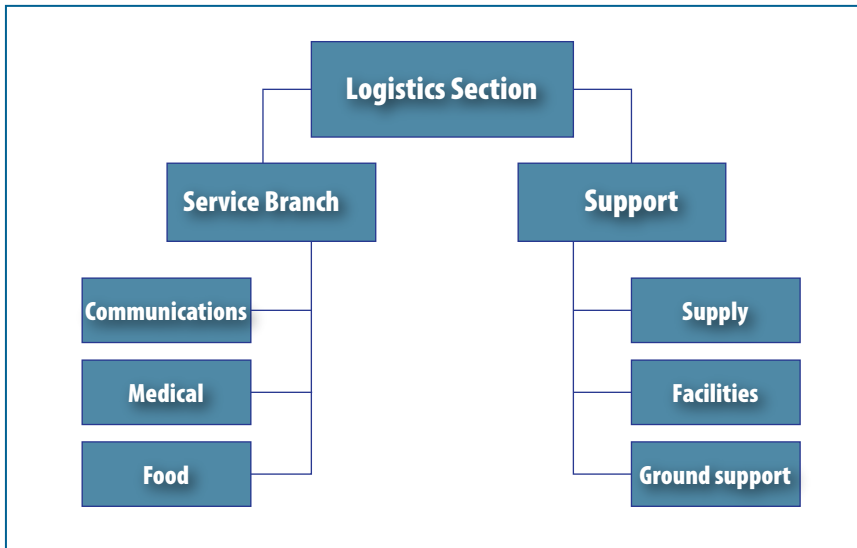 Logistics Section
Service Branch
Support
Communications
Supply
Medical
Facilities
Food
Ground support